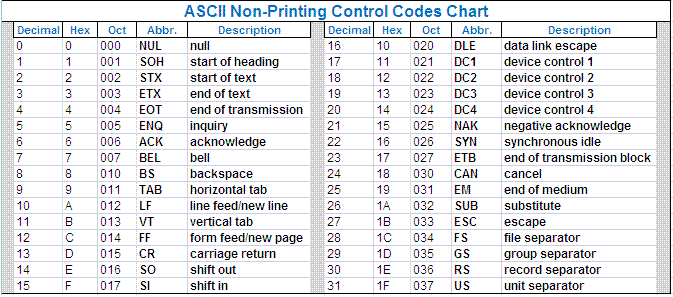 ASCII Non-Printing Control Codes Chart
Decimal Hex Oct Abbr. Description Decimal Hex Oct Abbr. Description
0 0 000 NUL null 16 10 020 DLE data link escape
1 1 001 SOH start of heading 17 11 021 DC1 device control 1
2 2 002 STX start of text 18 12 022 DC2 device control 2
3 3 003 ETX end of text 19 13 023 DC3 device control 3
4 4 004 EOT end of transmission 20 14 024 DC4 device control 4
5 5 005 ENQ inquiry 21 15 025 NAK negative acknowledge
6 6 006 ACK acknowledge 22 16 026 SYN synchronous idle
7 7 007 BEL bell 23 17 027 ETB end of transmission block
8 8 010 BS backspace 24 18 030 CAN cancel
9 9 011 TAB horizontal tab 25 19 031 EM end of medium
10 A 012 LF line feed/new line 26 1A 032 SUB substitute
11 B 013 VT vertical tab 27 1B 033 ESC escape
12 C 014 FF form feed/new page 28 1C 034 FS file separator
13 D 015 CR carriage return 29 1D 035 GS group separator
14 E 016 SO shift out 30 1E 036 RS record separator
15 F 017 SI shift in 31 1F 037 US unit separator